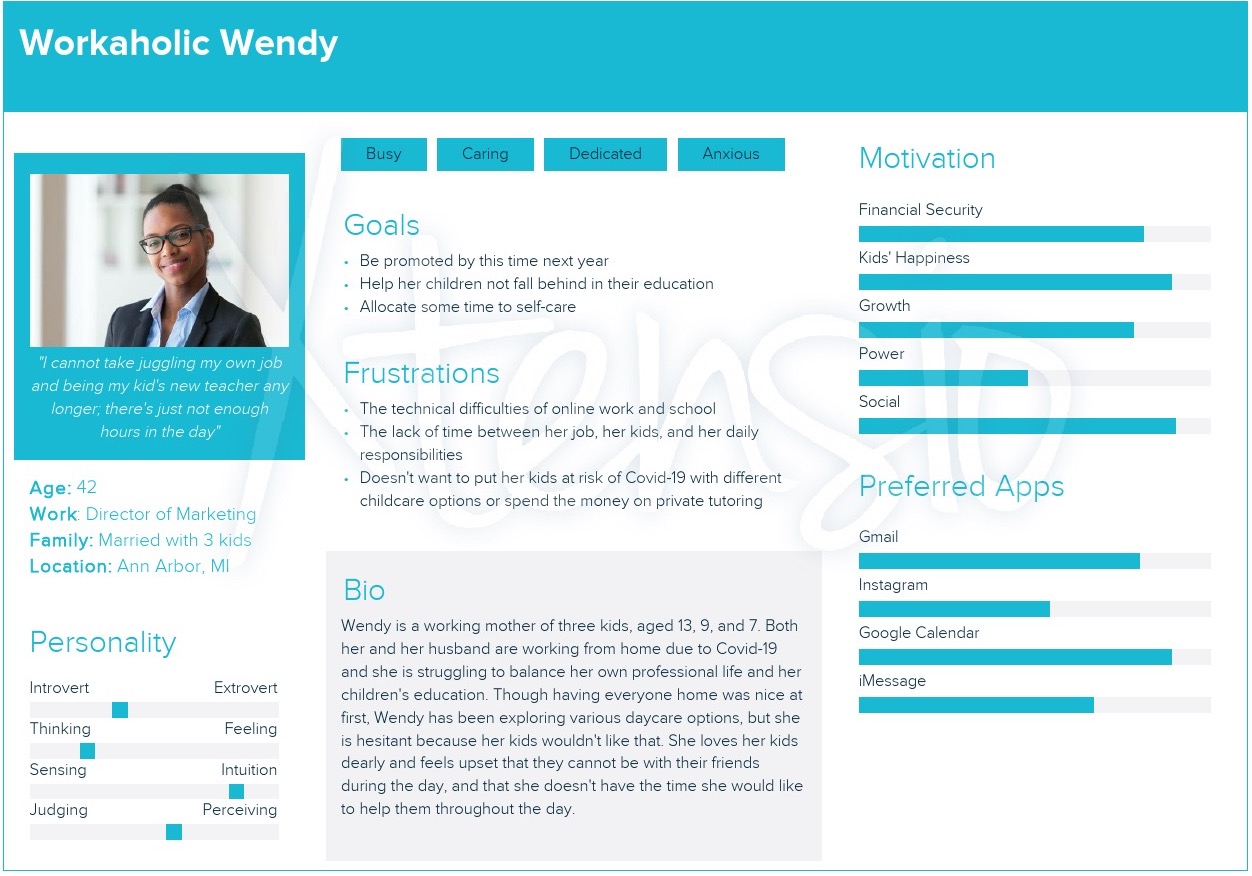 Workaholic Wendy
"I cannot take juggling my own job
and being my kid's new teacher any
longer; there's just not enough
hours in the day"
Age: 42
Work: Director of Marketing
Family: Married with 3 kids
Location: Ann Arbor, MI
Personality
Introvert Extrovert
Thinking Feeling
Sensing Intuition
Judging Perceiving
Busy Caring Dedicated Anxious
Goals
• Be promoted by this time next year
• Help her children not fall behind in their education
• Allocate some time to self-care
Frustrations
• The technical difficulties of online work and school
• The lack of time between her job, her kids, and her daily
responsibilities
• Doesn't want to put her kids at risk of Covid-19 with different
childcare options or spend the money on private tutoring
Bio
Wendy is a working mother of three kids, aged 13, 9, and 7. Both
her and her husband are working from home due to Covid-19
and she is struggling to balance her own professional life and her
children's education. Though having everyone home was nice at
first, Wendy has been exploring various daycare options, but she
is hesitant because her kids wouldn't like that. She loves her kids
dearly and feels upset that they cannot be with their friends
during the day, and that she doesn't have the time she would like
to help them throughout the day.
Motivation
Financial Security
Kids' Happiness
Growth
Power
Social
Preferred Apps
Gmail
Instagram
Google Calendar
iMessage
Xtensio